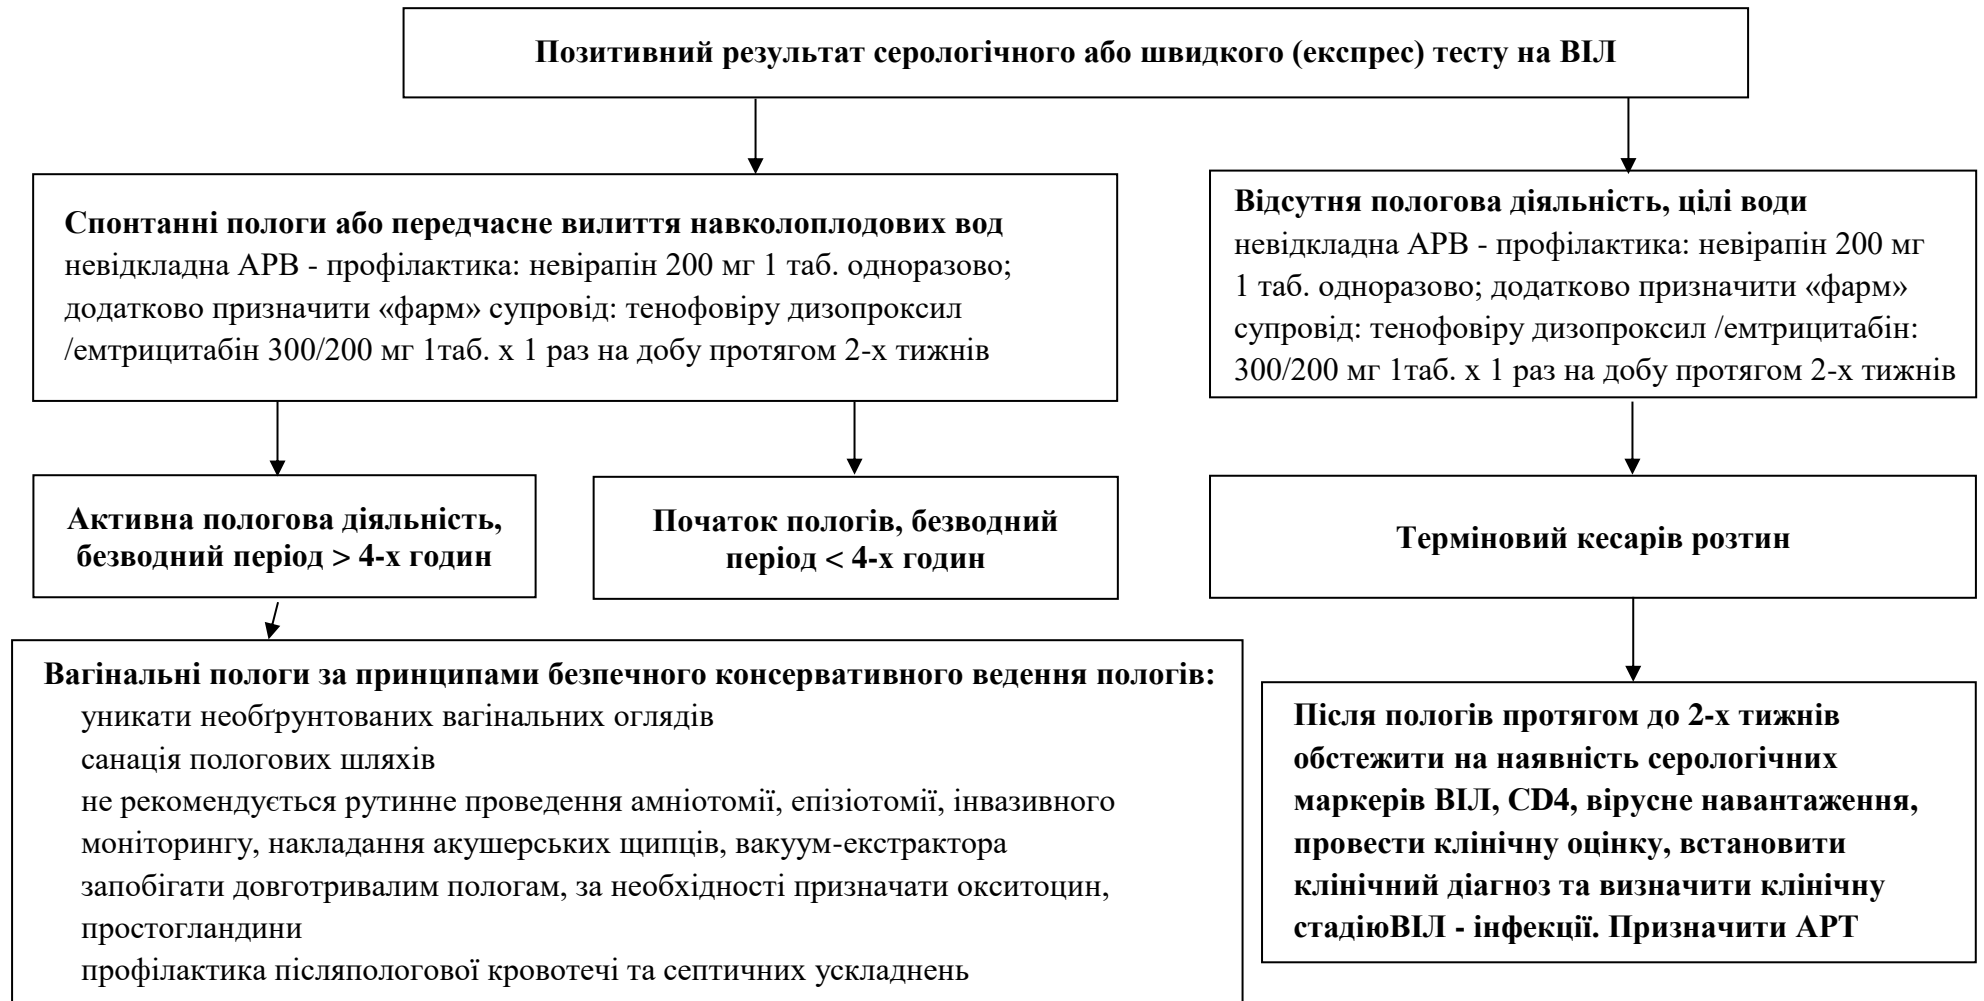 Позитивний результат серологічного або швидкого (експрес) тесту на ВІЛ
Спонтанні пологи або передчасне вилиття навколоплодових вод
невідкладна АРВ - профілактика: невірапін 200 мг 1 таб. одноразово;
додатково призначити «фарм» супровід: тенофовіру дизопроксил
/емтрицитабін 300/200 мг 1таб. х 1 раз на добу протягом 2-х тижнів
Відсутня пологова діяльність, цілі води
невідкладна АРВ - профілактика: невірапін 200 мг
1 таб. одноразово; додатково призначити «фарм»
супровід: тенофовіру дизопроксил /емтрицитабін:
300/200 мг 1таб. х 1 раз на добу протягом 2-х тижнів
Активна пологова діяльність,
безводний період > 4-х годин
Початок пологів, безводний
період < 4-х годин
Терміновий кесарів розтин
Вагінальні пологи за принципами безпечного консервативного ведення пологів:
уникати необґрунтованих вагінальних оглядів
санація пологових шляхів
не рекомендується рутинне проведення амніотомії, епізіотомії, інвазивного
моніторингу, накладання акушерських щипців, вакуум-екстрактора
запобігати довготривалим пологам, за необхідності призначати окситоцин,
простогландини
профілактика післяпологової кровотечі та септичних ускладнень
Після пологів протягом до 2-х тижнів
обстежити на наявність серологічних
маркерів ВІЛ, CD4, вірусне навантаження,
провести клінічну оцінку, встановити
клінічний діагноз та визначити клінічну
стадіюВІЛ - інфекції. Призначити АРТ